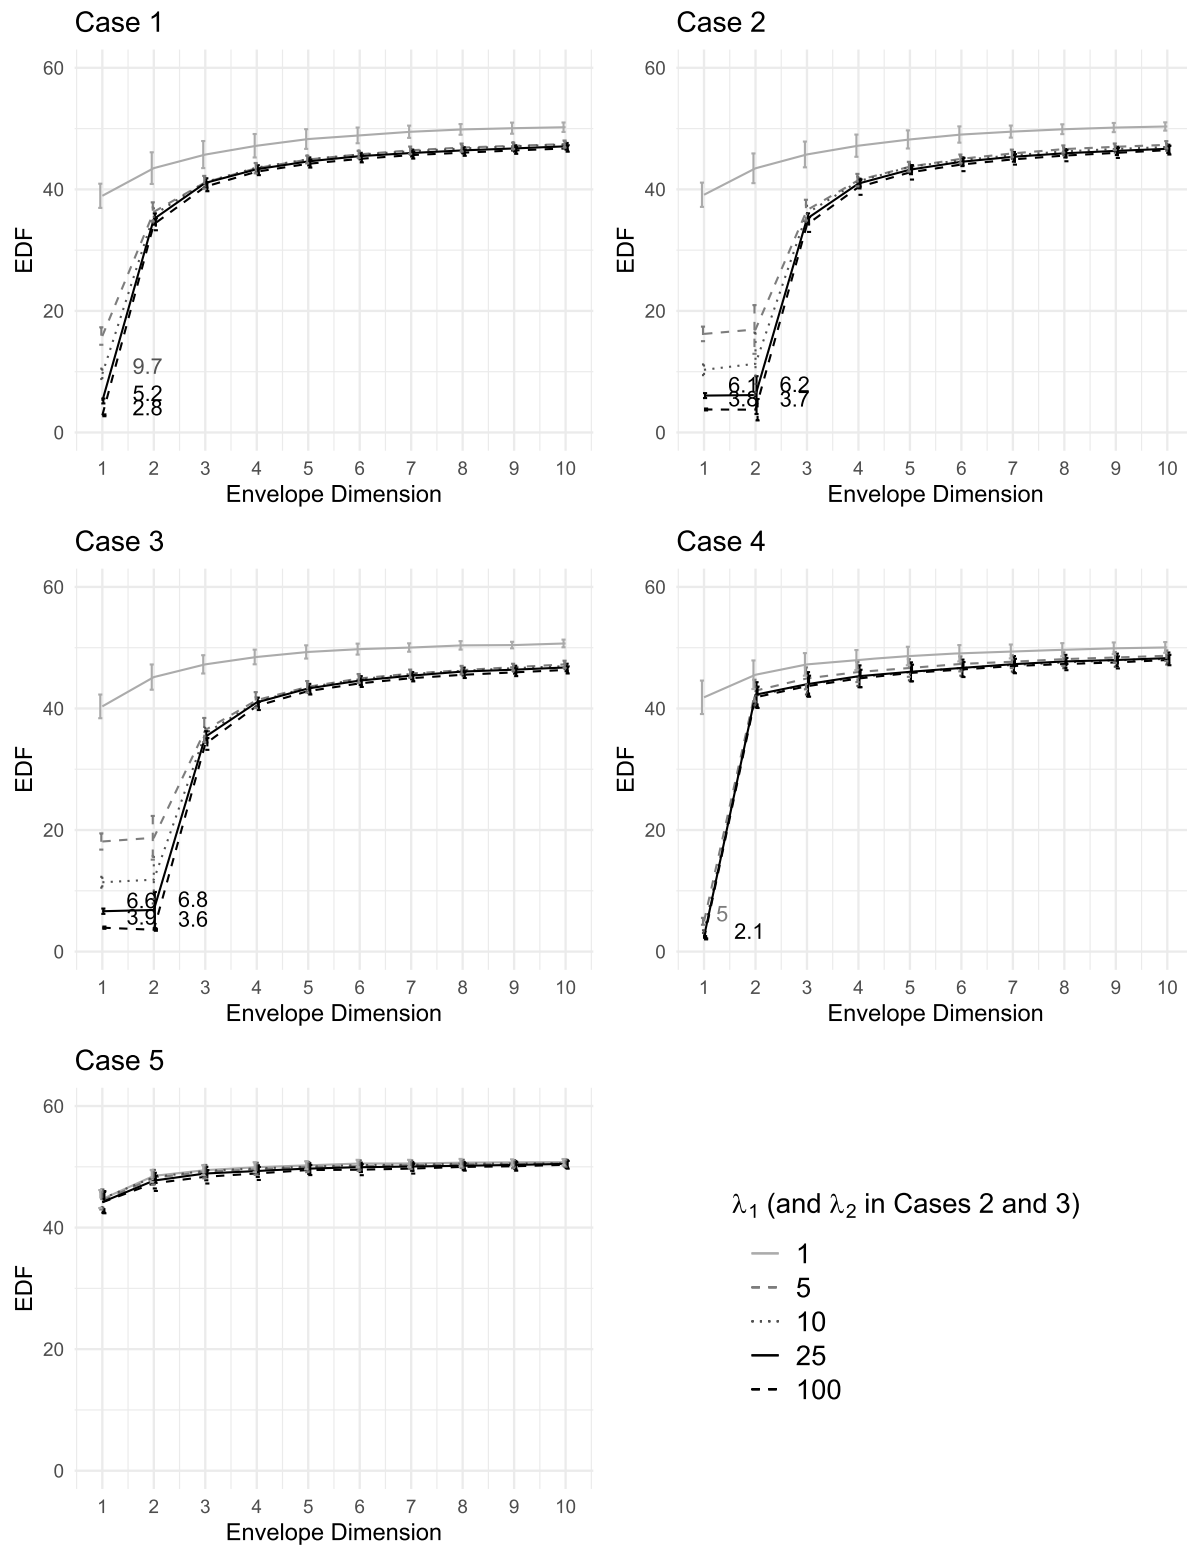 Case 1
60
40
20
0
EDF
9.7
5.2
2.8
1 2 3 4 5 6 7 8 9 10
Envelope Dimension
Case 2
60
40
20
0
EDF
6.1 6.2
3.8 3.7
1 2 3 4 5 6 7 8 9 10
Envelope Dimension
Case 3
60
40
20
0
EDF
6.6 6.8
3.9 3.6
1 2 3 4 5 6 7 8 9 10
Envelope Dimension
Case 4
60
40
20
0
EDF
5
2.1
1 2 3 4 5 6 7 8 9 10
Envelope Dimension
Case 5
60
40
20
0
EDF
1 2 3 4 5 6 7 8 9 10
Envelope Dimension
λ₁ (and λ₂ in Cases 2 and 3)
1
5
10
25
100